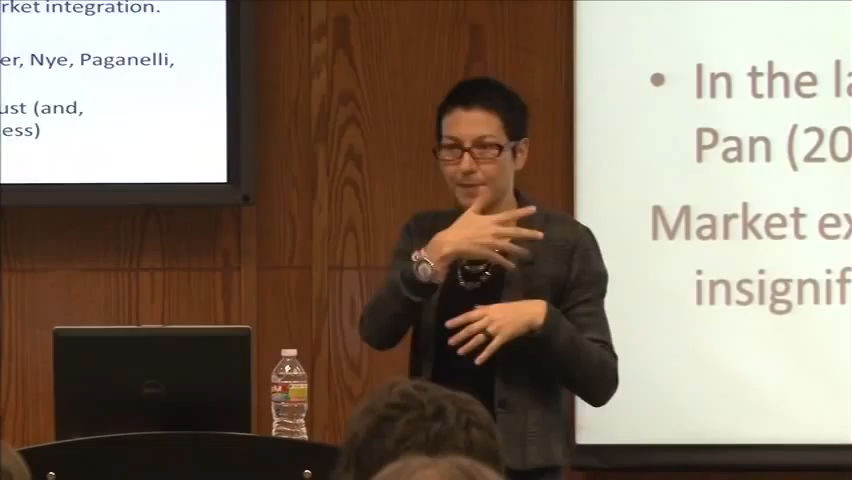 rket integration.
er, Nye, Paganelli,
ust (and,
ess)
• In the la
Pan (20
Market ex
insignif